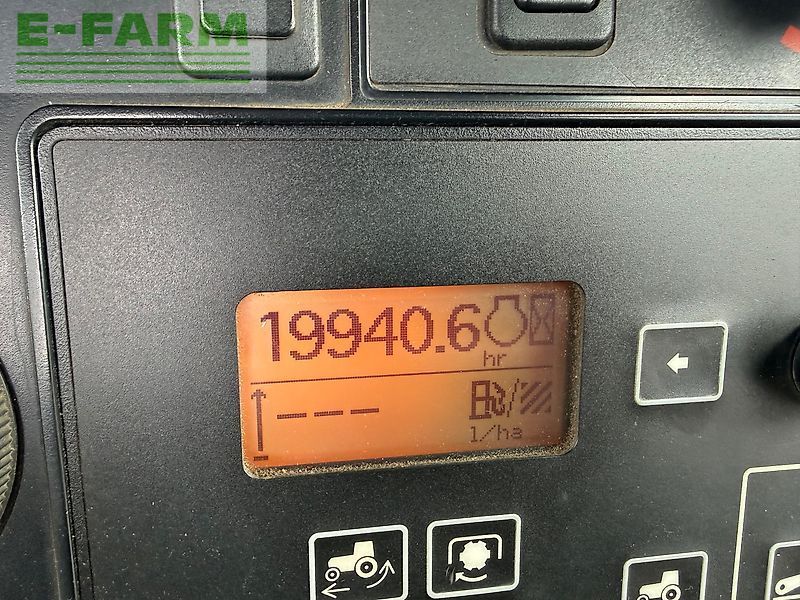 E-FARM
19940.6
hr
---
l/ha